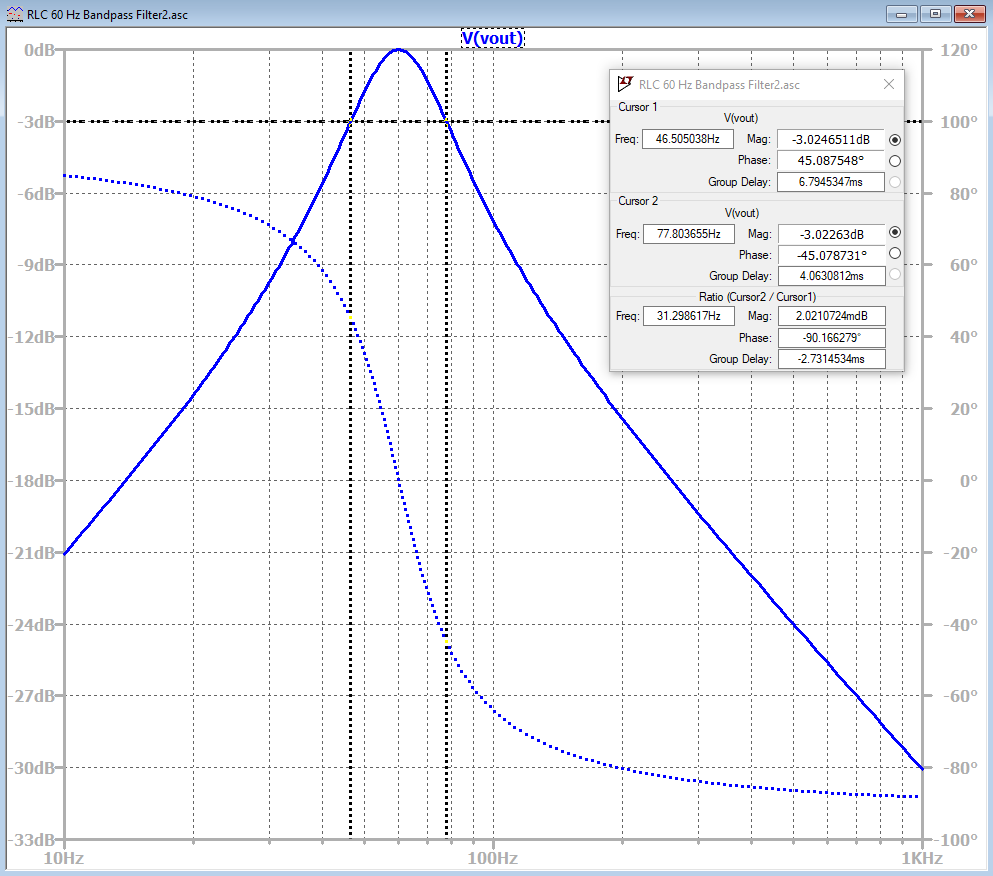 RLC 60 Hz Bandpass Filter2.asc
V(vout)
0dB
-3dB
-6dB
-9dB
-12dB
-15dB
-18dB
-21dB
-24dB
-27dB
-30dB
-33dB
120°
100°
80°
60°
40°
20°
0°
-20°
-40°
-60°
-80°
-100°
10Hz 100Hz 1KHz
RLC 60 Hz Bandpass Filter2.asc
Cursor 1
V(vout)
Freq: 46.505038Hz Mag: -3.0246511dB
Phase: 45.087548°
Group Delay: 6.7945347ms
Cursor 2
V(vout)
Freq: 77.803655Hz Mag: -3.02263dB
Phase: -45.078731°
Group Delay: 4.0630812ms
Ratio (Cursor2 / Cursor1)
Freq: 31.298617Hz Mag: 2.0210724mdB
Phase: -90.166279°
Group Delay: -2.7314534ms